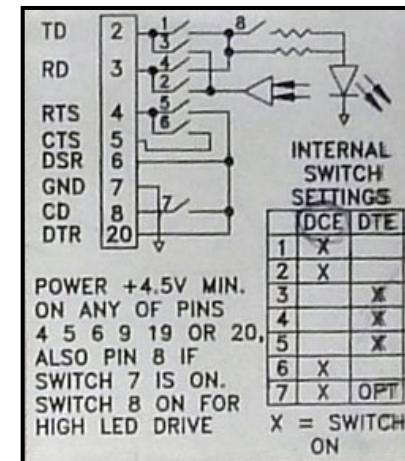 TD 2 1 8
3
RD 3 4
2
RTS 4 5
6
CTS 5
DSR 6
GND 7
CD 8 7
DTR 20
INTERNAL
SWITCH
SETTINGS
DCE DTE
1 X
2 X
3 X
4 X
5 X
6 X
7 X OPT
X = SWITCH
ON
POWER +4.5V MIN.
ON ANY OF PINS
4 5 6 9 19 OR 20,
ALSO PIN 8 IF
SWITCH 7 IS ON.
SWITCH 8 ON FOR
HIGH LED DRIVE